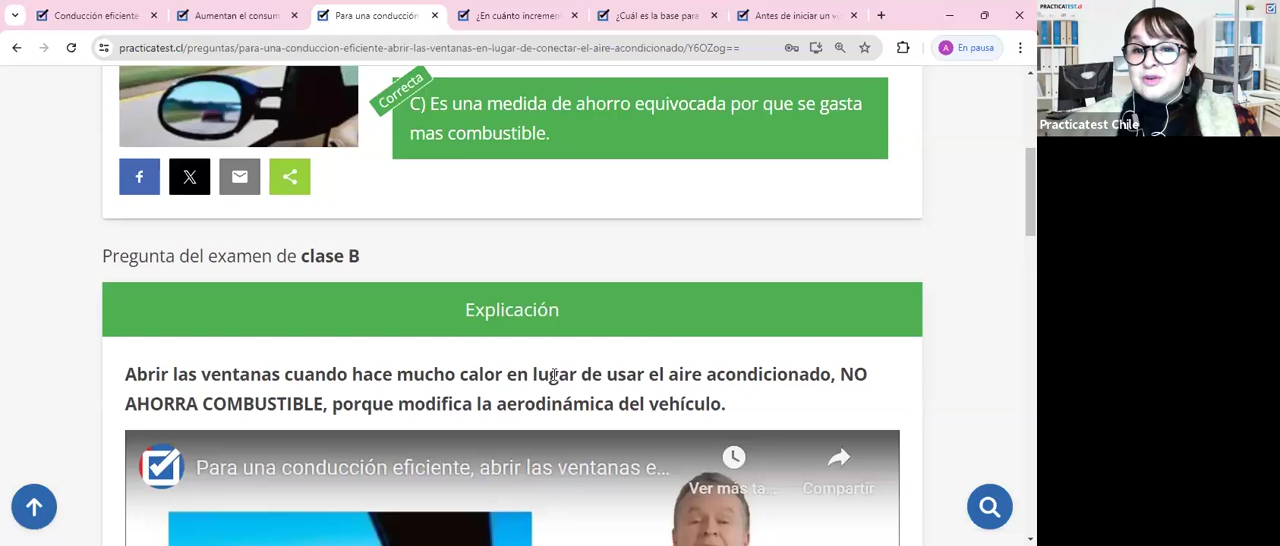 Conducción eficiente
Aumentan el consum
Para una conducción
¿En cuánto increment
¿Cuál es la base para
Antes de iniciar un v
practicatest.cl/preguntas/para-una-conduccion-eficiente-abrir-las-ventanas-en-lugar-de-conectar-el-aire-acondicionado/Y6OZog==
A En pausa
PRACTICATEST.cl
Practicatest Chile
Correcta
C) Es una medida de ahorro equivocada por que se gasta
mas combustible.
Pregunta del examen de clase B
Explicación
Abrir las ventanas cuando hace mucho calor en lugar de usar el aire acondicionado, NO
AHORRA COMBUSTIBLE, porque modifica la aerodinámica del vehículo.
Para una conducción eficiente, abrir las ventanas e...
Ver más ta...
Compartir